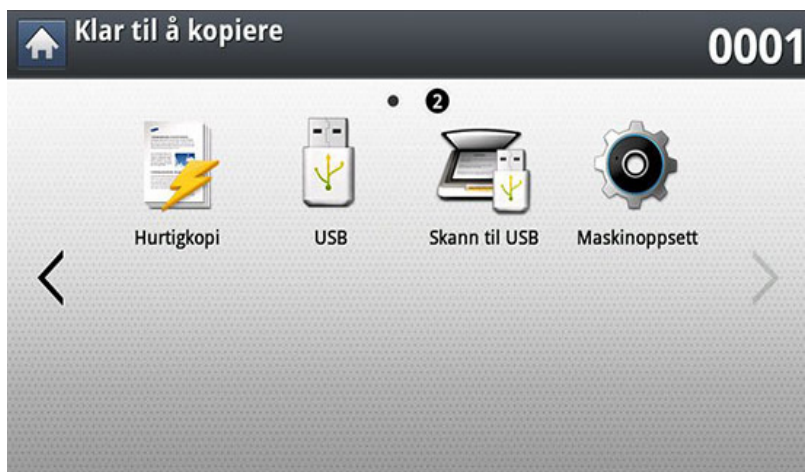 Klar til å kopiere
0001
2
Hurtigkopi
USB
Skann til USB
Maskinoppsett